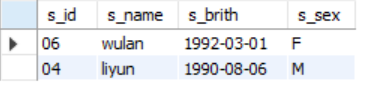 s_id s_name s_brith s_sex
06 wulan 1992-03-01 F
04 liyun 1990-08-06 M